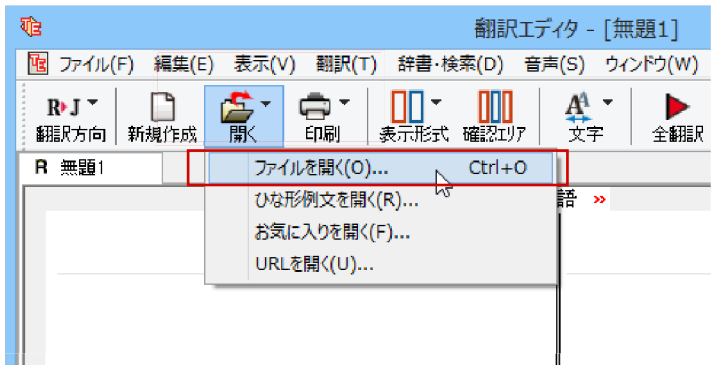 翻訳エディタ - [無題1]
ファイル(F) 編集(E) 表示(V) 翻訳(T) 辞書・検索(D) 音声(S) ウィンドウ(W)
R▸J
翻訳方向 新規作成 開く 印刷 表示形式 確認エリア 文字 全翻訳
R 無題1
ファイルを開く(O)... Ctrl+O
ひな形例文を開く(R)...
語 »
お気に入りを開く(F)...
URLを開く(U)...